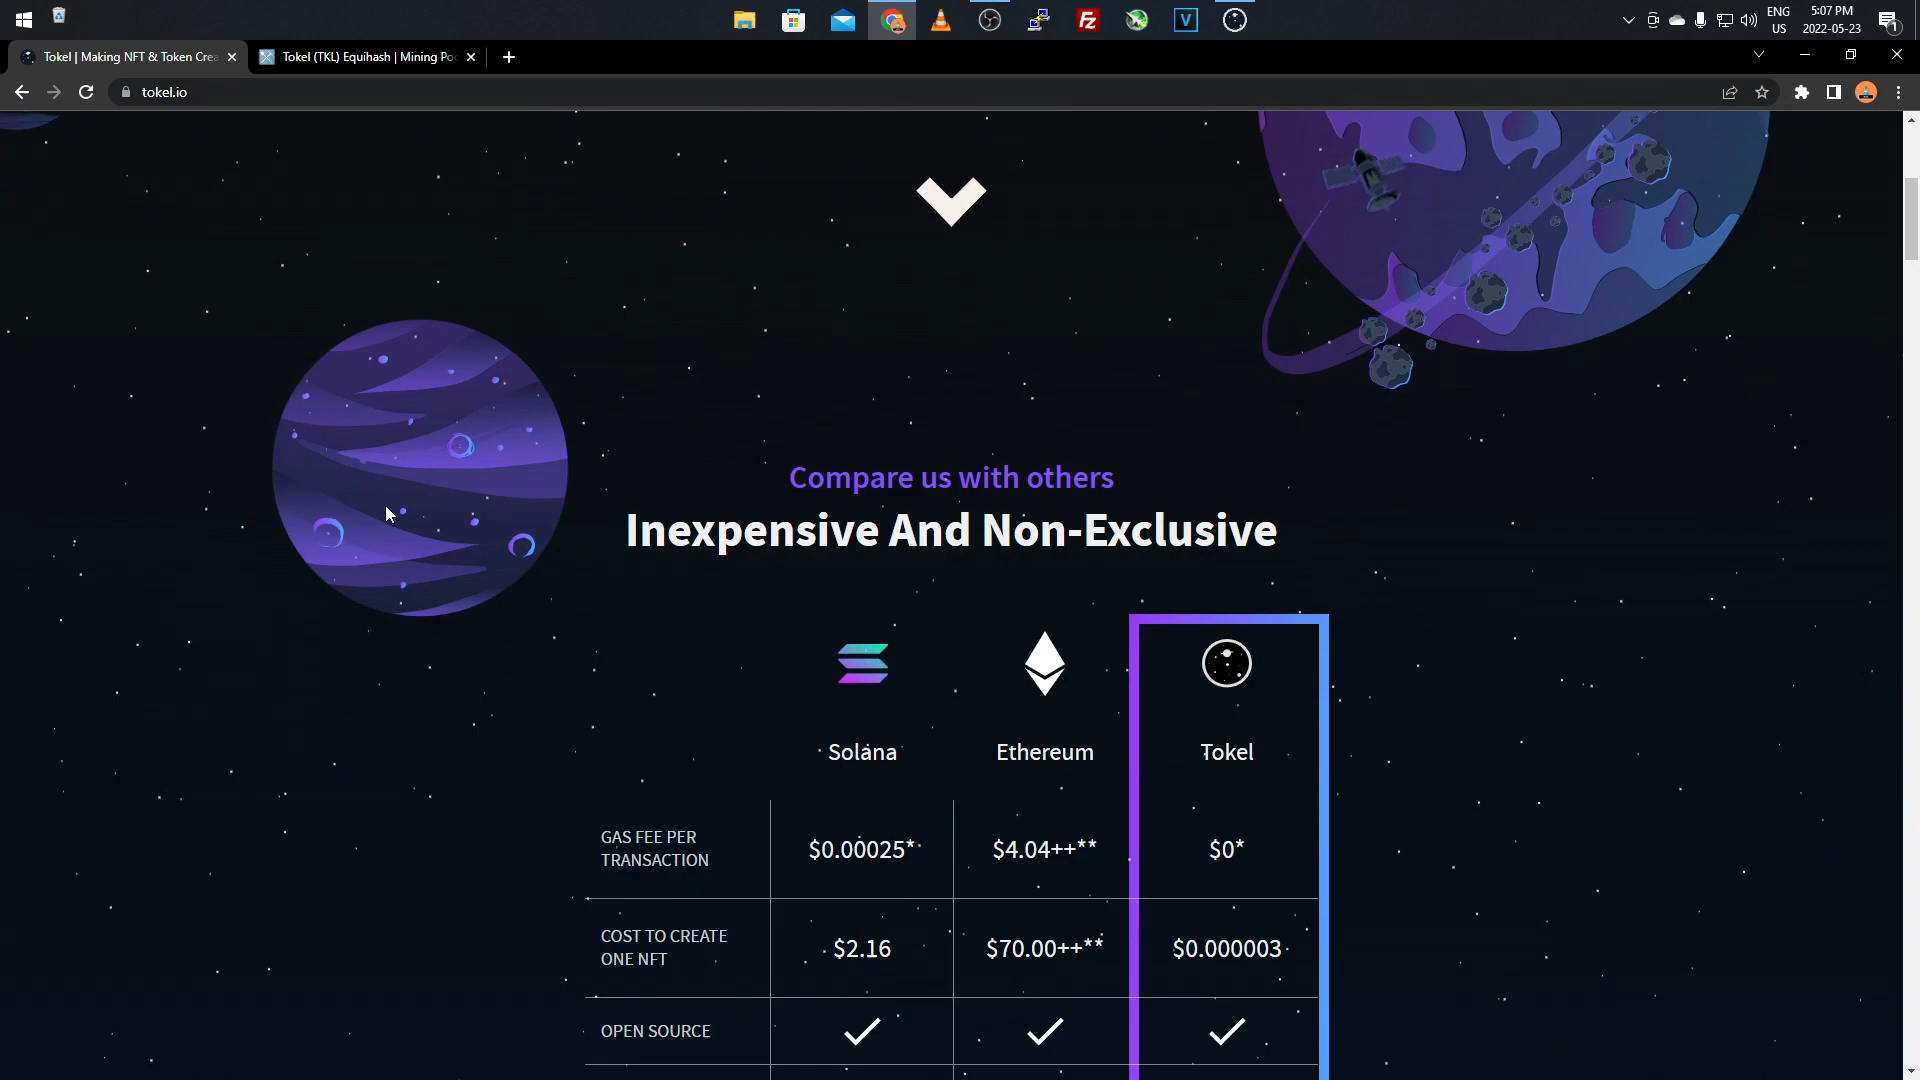 ENG
US
5:07 PM
2022-05-23
1
Tokel | Making NFT & Token Crea
Tokel (TKL) Equihash | Mining Po
tokel.io
Compare us with others
Inexpensive And Non-Exclusive
Solana
Ethereum
Tokel
GAS FEE PER
TRANSACTION
$0.00025*
$4.04++**
$0*
COST TO CREATE
ONE NFT
$2.16
$70.00++**
$0.000003
OPEN SOURCE